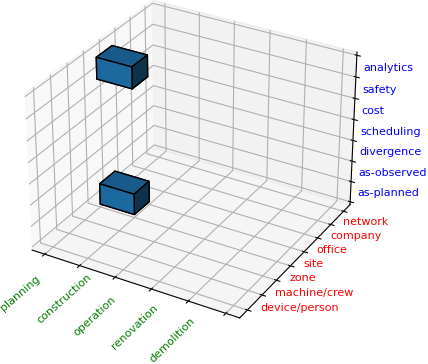 analytics
safety
cost
scheduling
divergence
as-observed
as-planned
network
company
office
site
zone
machine/crew
device/person
planning
construction
operation
renovation
demolition